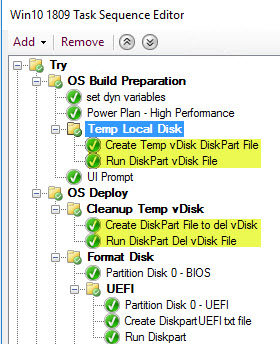 Win10 1809 Task Sequence Editor
Add Remove
Try
OS Build Preparation
set dyn variables
Power Plan - High Performance
Temp Local Disk
Create Temp vDisk DiskPart File
Run DiskPart vDisk File
UI Prompt
OS Deploy
Cleanup Temp vDisk
Create DiskPart File to del vDisk
Run DiskPart Del vDisk File
Format Disk
Partition Disk 0 - BIOS
UEFI
Partition Disk 0 - UEFI
Create DiskpartUEFI txt file
Run Diskpart